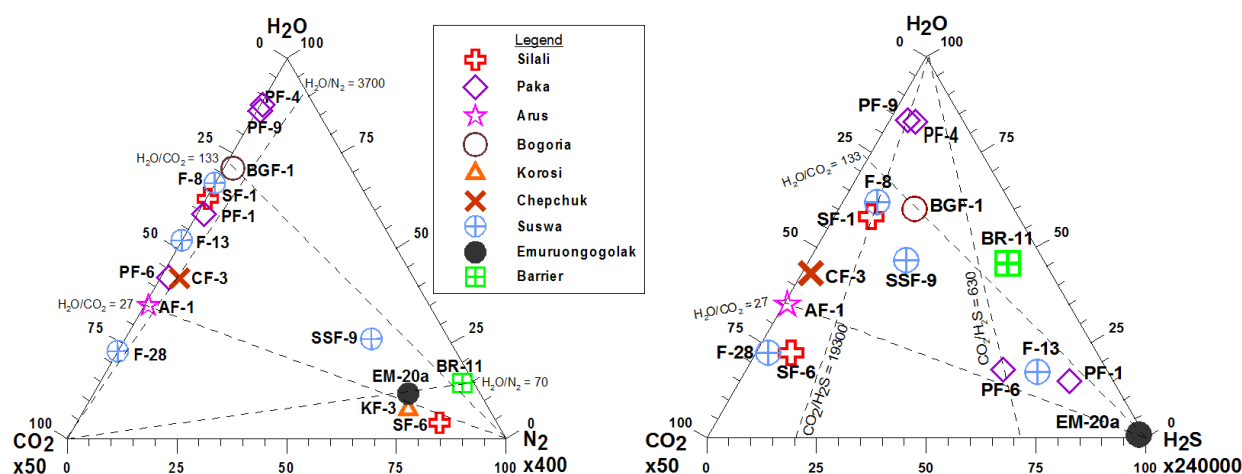 H2O
0 100
H2O/N2 = 3700
PF-4
PF-9
25
75
H2O/CO2 = 133
BGF-1
F-8
SF-1
PF-1
50
50
F-13
PF-6
CF-3
H2O/CO2 = 27
AF-1
75
25
F-28
SSF-9
BR-11
EM-20a
H2O/N2 = 70
KF-3
SF-6
100
0
CO2
N2
x50
0 25 50 75 100
x400
Legend
Silali
Paka
Arus
Bogoria
Korosi
Chepchuk
Suswa
Emuruongogolak
Barrier
H2O
0 100
PF-9
PF-4
25
75
H2O/CO2 = 133
F-8
SF-1
BGF-1
50
50
BR-11
CF-3
SSF-9
H2O/CO2 = 27
AF-1
CO2/H2S = 630
75
25
F-28
SF-6
CO2/H2S = 19300
F-13
PF-6
PF-1
EM-20a
100
0
CO2
H2S
x50
0 25 50 75 100
x240000